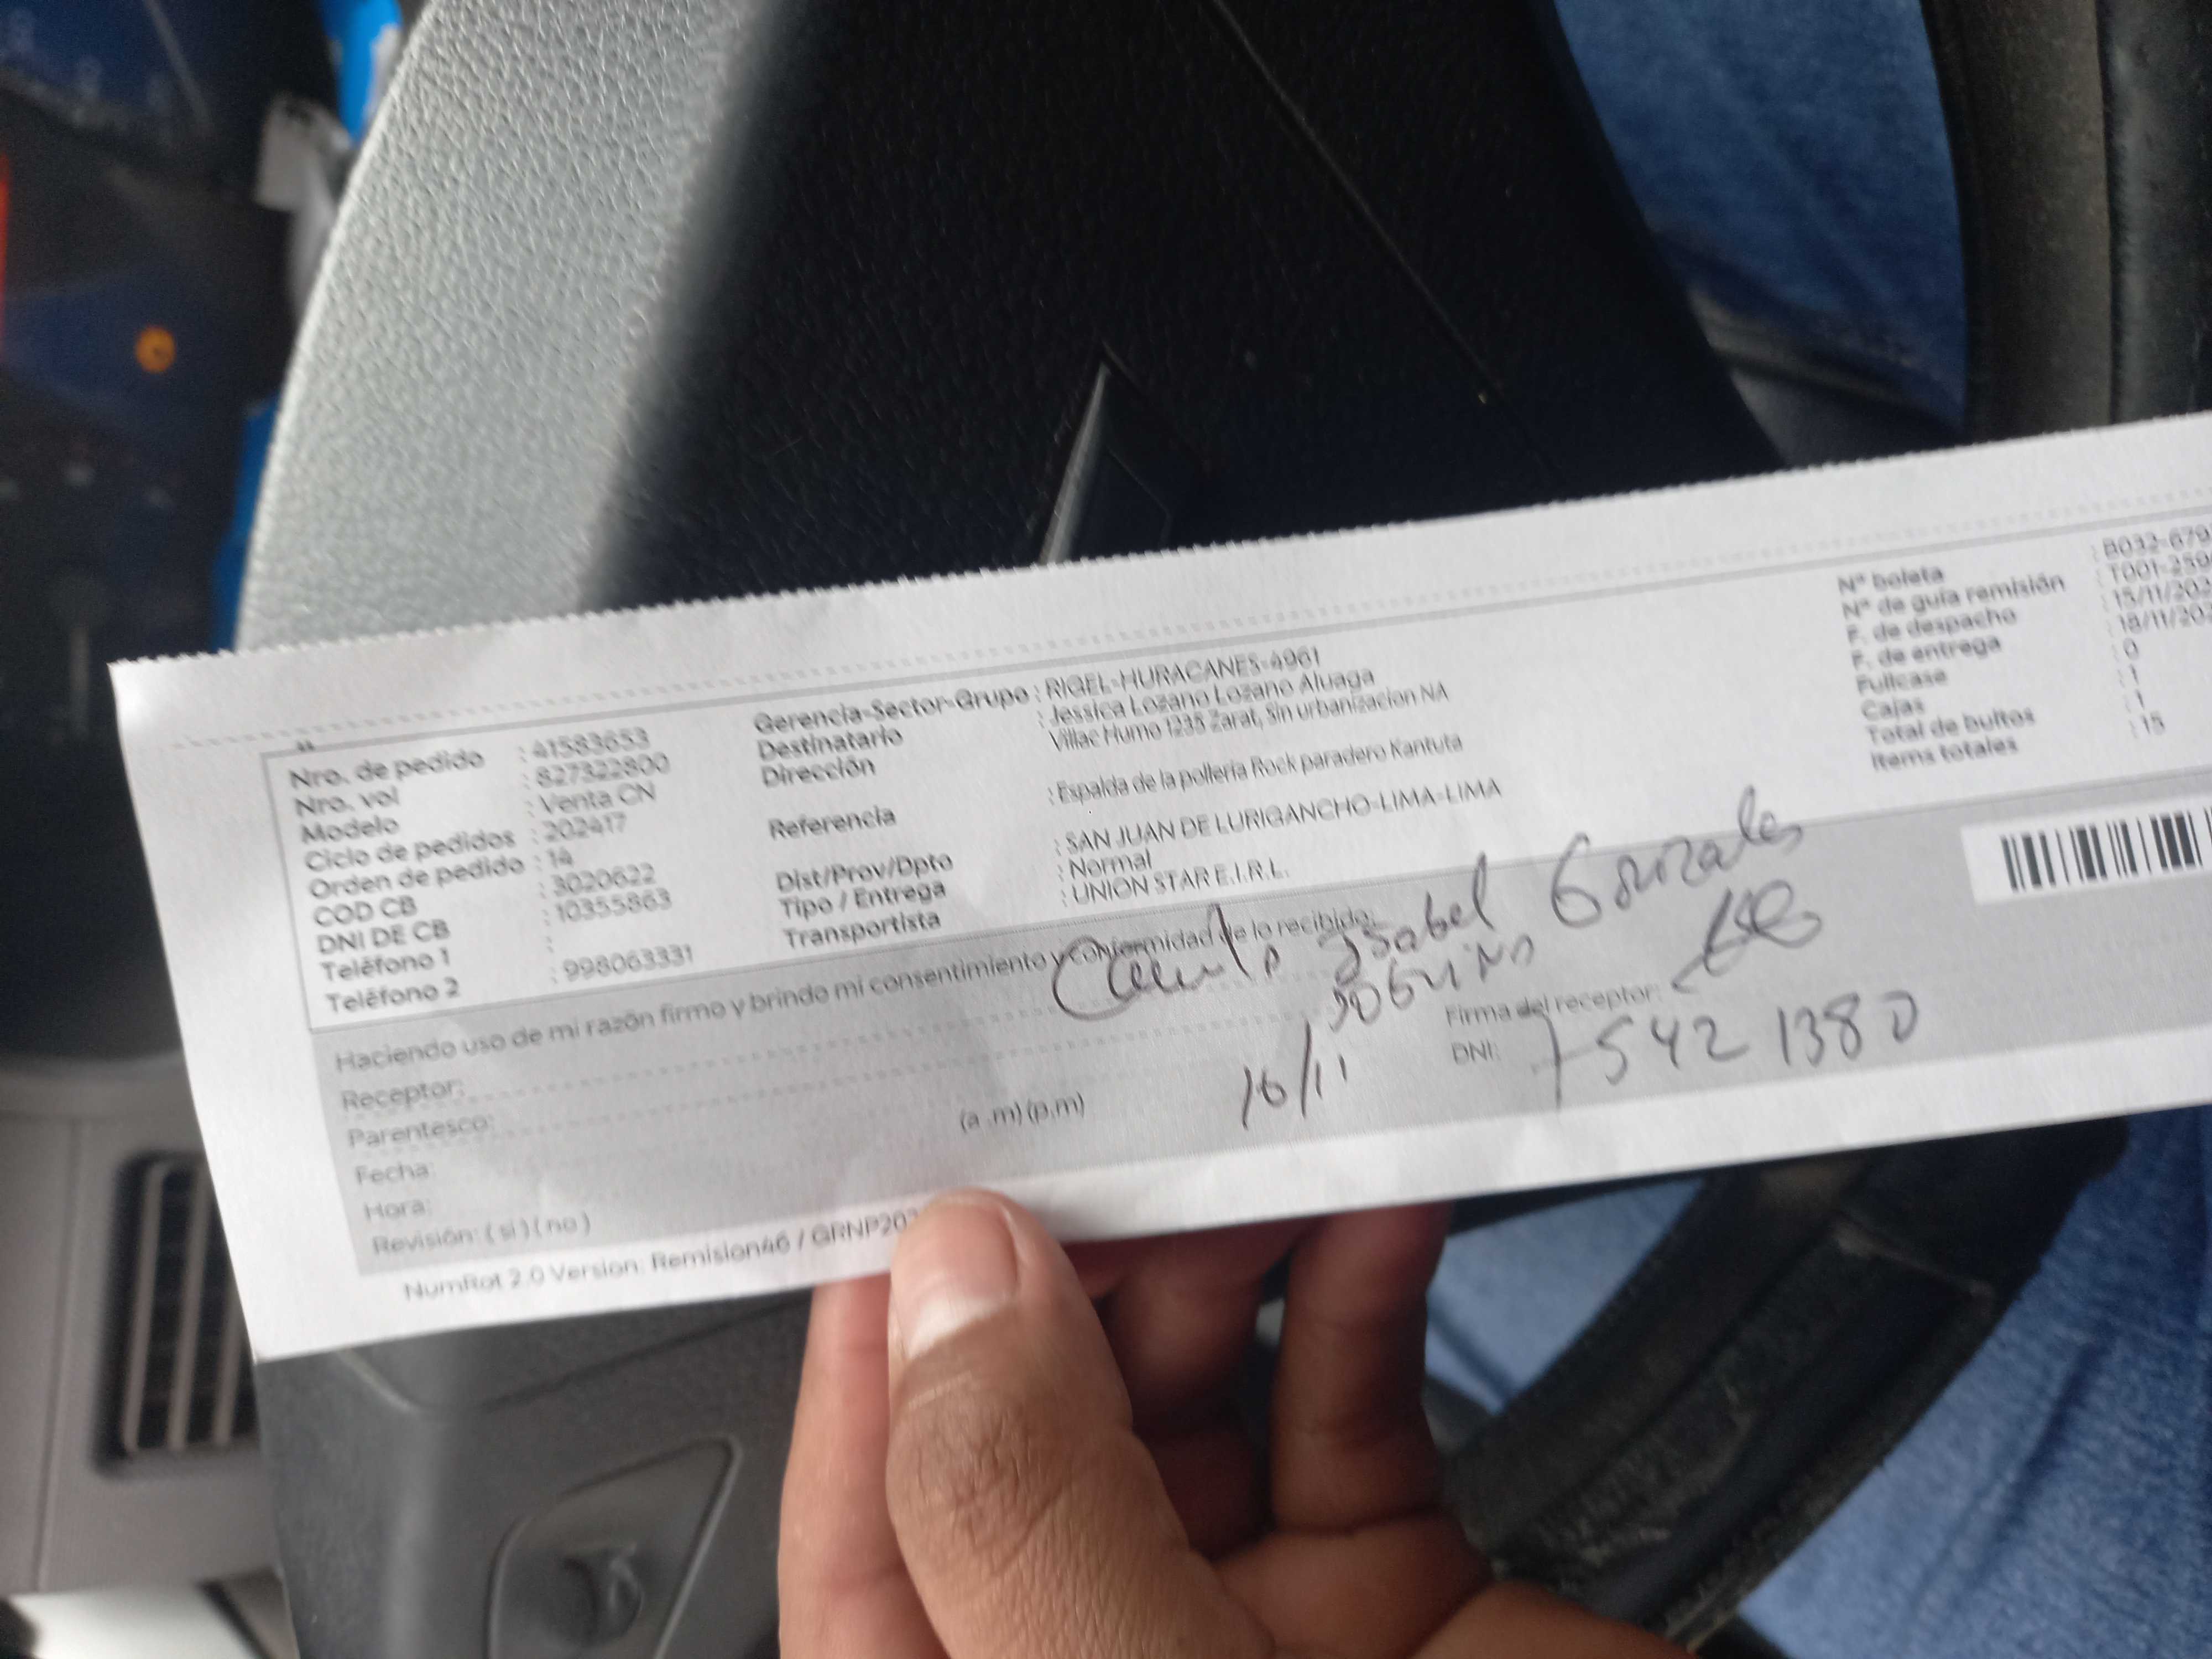 Nro. de pedido : 41583653
Nro. vol : 827322800
Modelo : Venta CN
Ciclo de pedidos : 202417
Orden de pedido : 14
COD CB : 3020622
DNI DE CB : 10355863
Teléfono 1 :
Teléfono 2 : 998063331
Gerencia-Sector-Grupo : RIGEL-HURACANES-4961
Destinatario : Jessica Lozano Lozano Aluaga
Dirección Villac Humo 1235 Zarat, Sin urbanizacion NA
Referencia : Espalda de la pollería Rock paradero Kantuta
Dist/Prov/Dpto : SAN JUAN DE LURIGANCHO-LIMA-LIMA
Tipo / Entrega : Normal
Transportista : UNION STAR E.I.R.L.
N° boleta : B032-679
N° de guía remisión : T001-259
F. de despacho : 15/11/202
F. de entrega : 18/11/202
Fullcase : 0
Cajas : 1
Total de bultos : 1
Items totales : 15
Haciendo uso de mi razón firmo y brindo mi consentimiento y conformidad de lo recibido:
Isabel Gonzales
Receptor:
Parentesco:
Fecha:
Hora: (a .m) (p.m)
Revisión: ( si ) ( no )
16/11
Firma del receptor:
DNI: 75421380
NumRot 2.0 Version: Remision46 / GRNP20